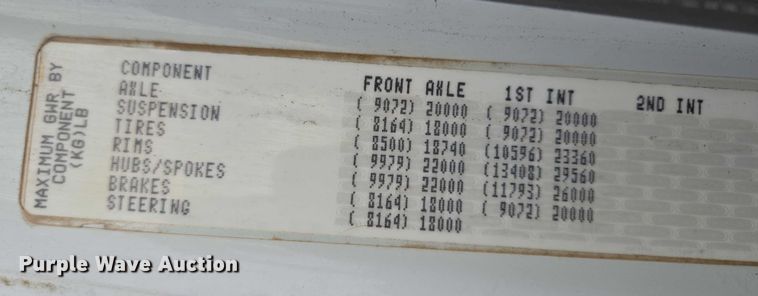 MAXIMUM GWR BY
COMPONENT
(KG)LB
COMPONENT FRONT AXLE 1ST INT 2ND INT
AXLE ( 9072) 20000 ( 9072) 20000
SUSPENSION ( 8164) 18000 ( 9072) 20000
TIRES ( 8500) 18740 (10596) 23360
RIMS ( 9979) 22000 (13408) 29560
HUBS/SPOKES ( 9979) 22000 (11793) 26000
BRAKES ( 8164) 18000 ( 9072) 20000
STEERING ( 8164) 18000
Purple Wave Auction